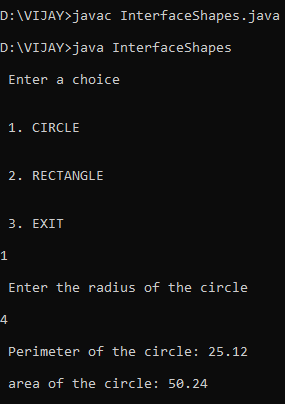 D:\VIJAY>javac InterfaceShapes.java
D:\VIJAY>java InterfaceShapes
Enter a choice
1. CIRCLE
2. RECTANGLE
3. EXIT
1
Enter the radius of the circle
4
Perimeter of the circle: 25.12
area of the circle: 50.24